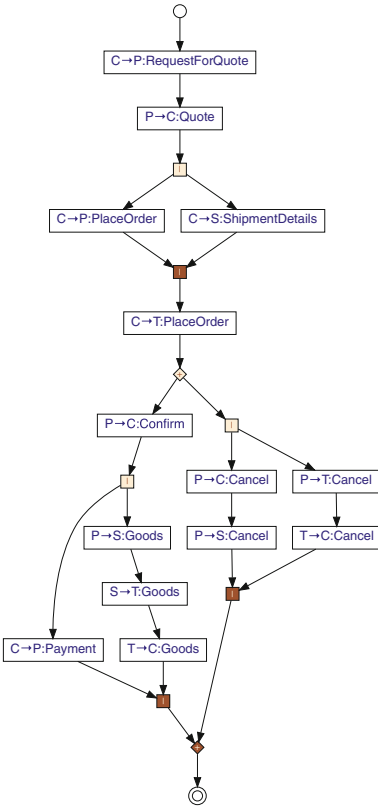 C→P:RequestForQuote
P→C:Quote
|
C→P:PlaceOrder
C→S:ShipmentDetails
|
C→T:PlaceOrder
+
P→C:Confirm
|
|
P→C:Cancel
P→T:Cancel
P→S:Goods
P→S:Cancel
T→C:Cancel
S→T:Goods
|
C→P:Payment
T→C:Goods
|
+